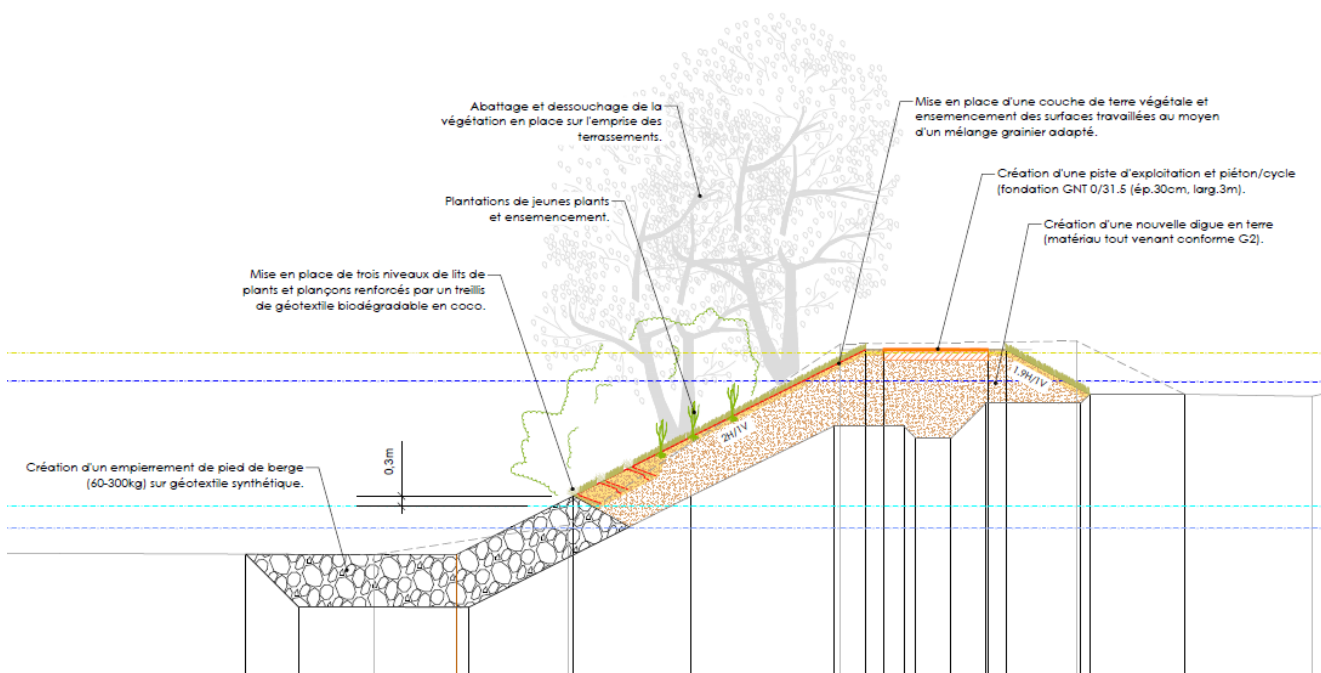 Abattage et dessouchage de la
végétation en place sur l'emprise des
terrassements.
Mise en place d'une couche de terre végétale et
ensemencement des surfaces travaillées au moyen
d'un mélange grainier adapté.
Création d'une piste d'exploitation et piéton/cycle
(fondation GNT 0/31.5 (ép.30cm, larg.3m).
Plantations de jeunes plants
et ensemencement.
Création d'une nouvelle digue en terre
(matériau tout venant conforme G2).
Mise en place de trois niveaux de lits de
plants et plançons renforcés par un treillis
de géotextile biodégradable en coco.
1.9H/1V
2H/1V
0,3m
Création d'un empierrement de pied de berge
(60-300kg) sur géotextile synthétique.